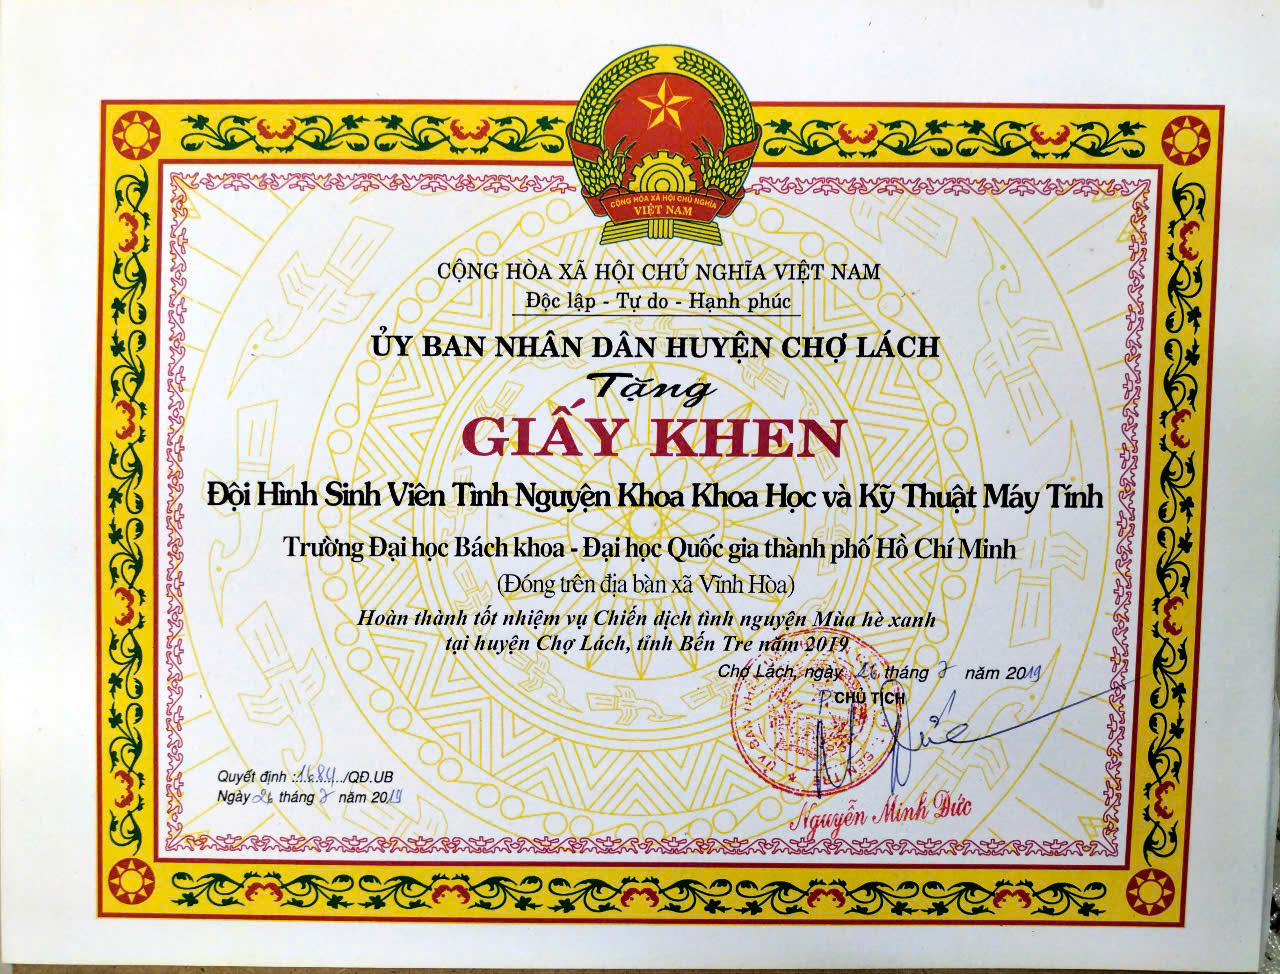 CỘNG HÒA XÃ HỘI CHỦ NGHĨA
VIỆT NAM
CỘNG HÒA XÃ HỘI CHỦ NGHĨA VIỆT NAM
Độc lập - Tự do - Hạnh phúc
ỦY BAN NHÂN DÂN HUYỆN CHỢ LÁCH
Tặng
GIẤY KHEN
Đội Hình Sinh Viên Tình Nguyện Khoa Khoa Học và Kỹ Thuật Máy Tính
Trường Đại học Bách khoa - Đại học Quốc gia thành phố Hồ Chí Minh
(Đóng trên địa bàn xã Vĩnh Hòa)
Hoàn thành tốt nhiệm vụ Chiến dịch tình nguyện Mùa hè xanh
tại huyện Chợ Lách, tỉnh Bến Tre năm 2019
Chợ Lách, ngày 26 tháng 7 năm 2019
CHỦ TỊCH
Nguyễn Minh Đức
Quyết định :1684/QĐ.UB
Ngày 26 tháng 7 năm 2019